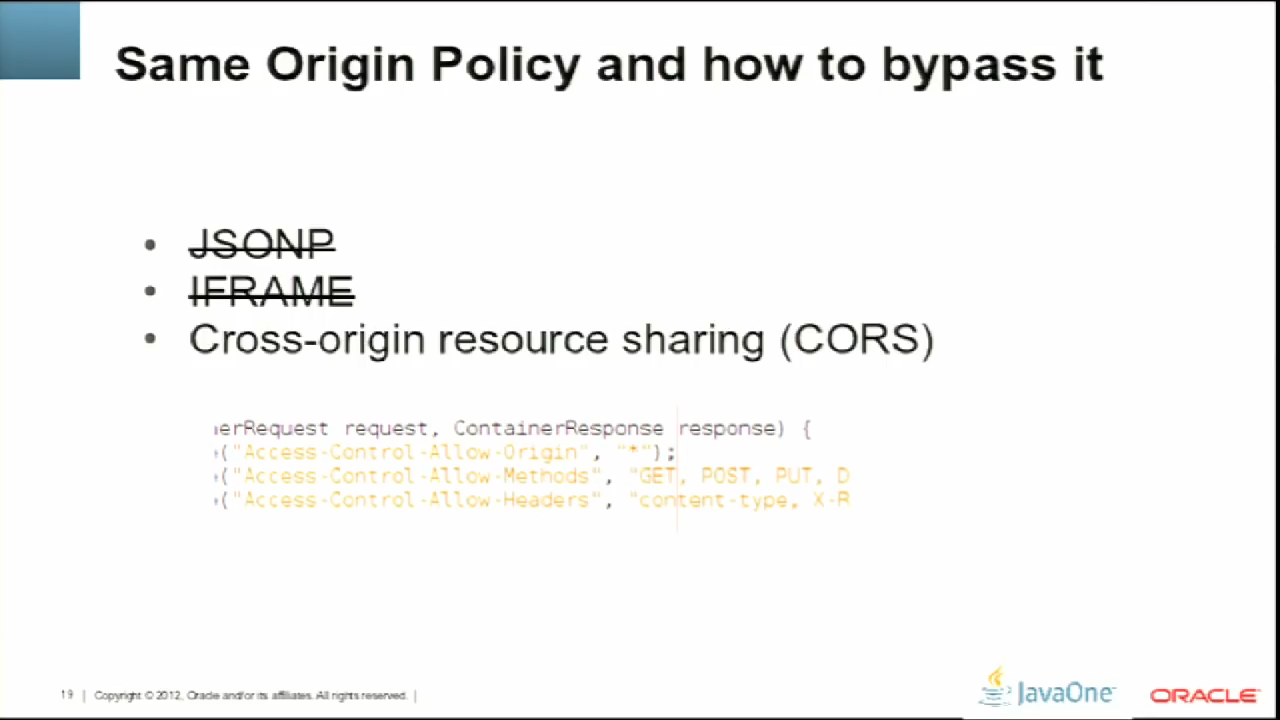 Same Origin Policy and how to bypass it
• JSONP
• IFRAME
• Cross-origin resource sharing (CORS)
erRequest request, ContainerResponse response) {
("Access-Control-Allow-Origin", "*");
("Access-Control-Allow-Methods", "GET, POST, PUT, D
("Access-Control-Allow-Headers", "content-type, X-R
19 | Copyright © 2012, Oracle and/or its affiliates. All rights reserved. |
JavaOne™
ORACLE®